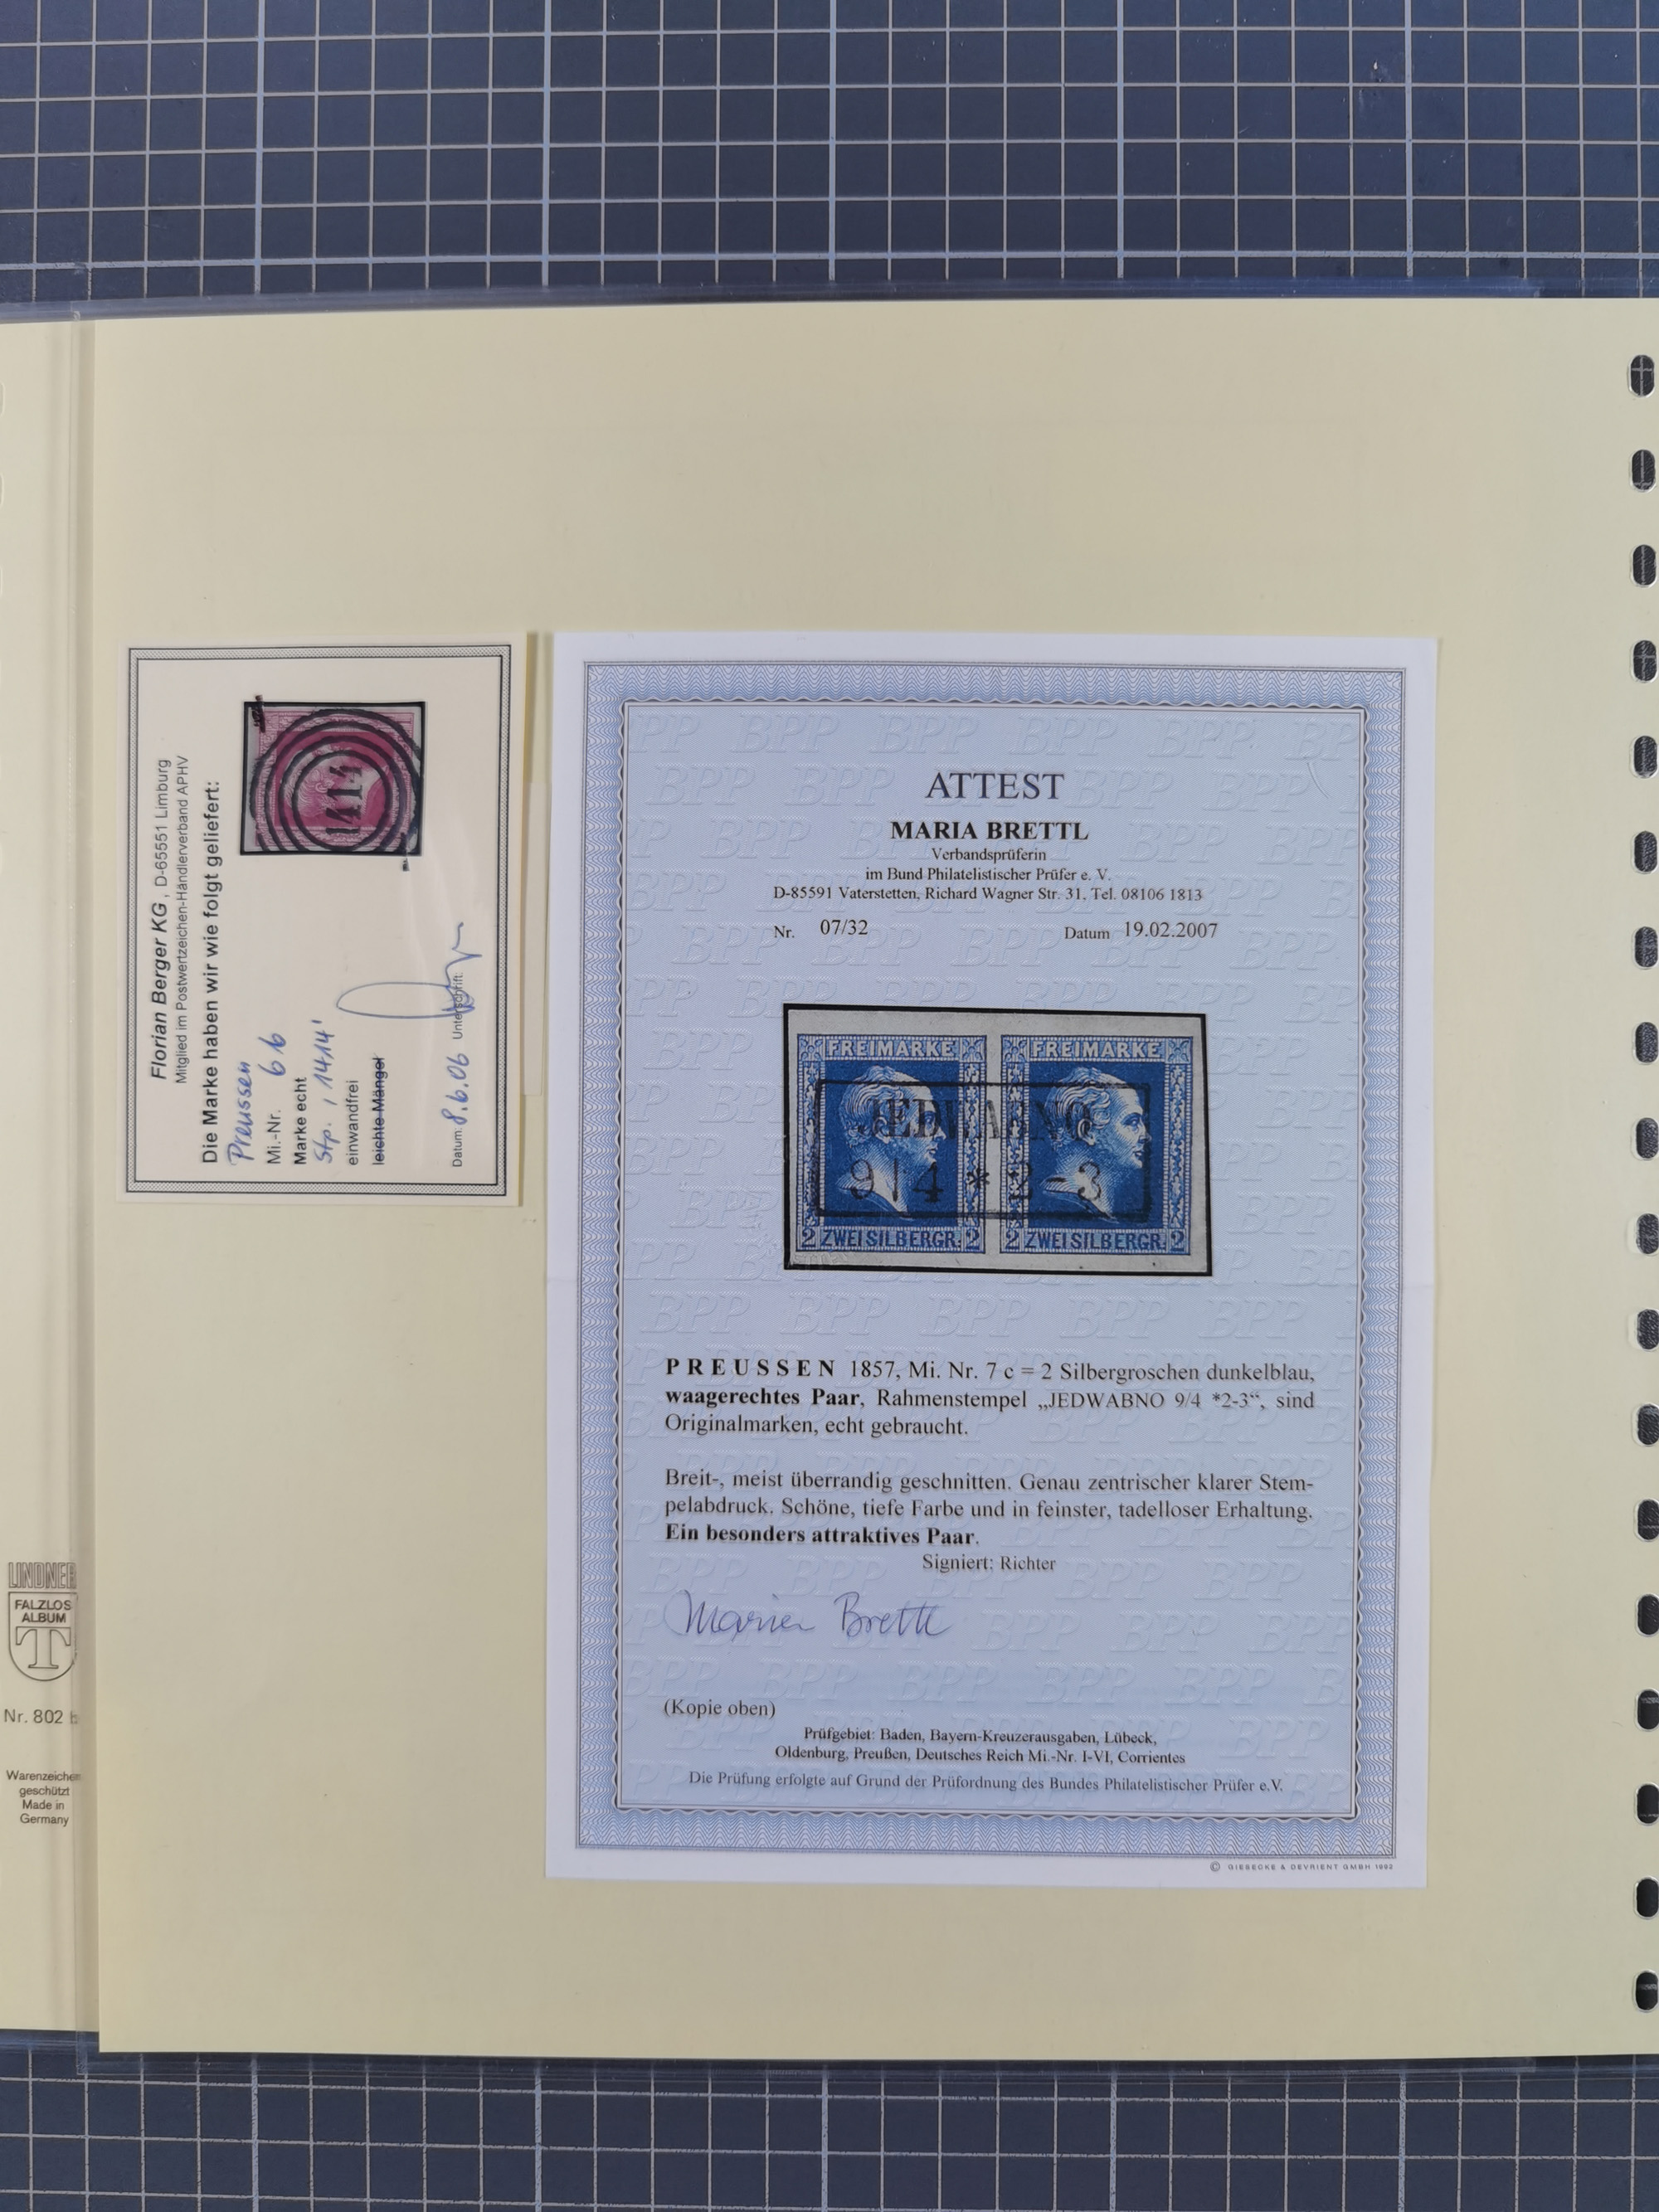 Florian Berger KG, D-65551 Limburg
Mitglied im Postwertzeichen-Händlerverband APHV
Die Marke haben wir wie folgt geliefert:
Preussen
Mi.-Nr. 6 b
Marke echt
Stp. , 1414'
einwandfrei
leichte Mängel
Datum: 8.6.06 Unterschrift:
1414
ATTEST
MARIA BRETTL
Verbandsprüferin
im Bund Philatelistischer Prüfer e. V.
D-85591 Vaterstetten, Richard Wagner Str. 31, Tel. 08106 1813
Nr. 07/32 Datum 19.02.2007
FREIMARKE FREIMARKE
JEDWABNO
9/4 * 2-3
2 ZWEI SILBERGR. 2 2 ZWEI SILBERGR. 2
PREUSSEN 1857, Mi. Nr. 7 c = 2 Silbergroschen dunkelblau,
waagerechtes Paar, Rahmenstempel „JEDWABNO 9/4 *2-3“, sind
Originalmarken, echt gebraucht.
Breit-, meist überrandig geschnitten. Genau zentrischer klarer Stem-
pelabdruck. Schöne, tiefe Farbe und in feinster, tadelloser Erhaltung.
Ein besonders attraktives Paar.
Signiert: Richter
Maria Brettl
(Kopie oben)
Prüfgebiet: Baden, Bayern-Kreuzerausgaben, Lübeck,
Oldenburg, Preußen, Deutsches Reich Mi.-Nr. I-VI, Corrientes
Die Prüfung erfolgte auf Grund der Prüfordnung des Bundes Philatelistischer Prüfer e.V.
© GIESECKE & DEVRIENT GMBH 1992
LINDNER
FALZLOS
ALBUM
T
Nr. 802 b
Warenzeichen
geschützt
Made in
Germany